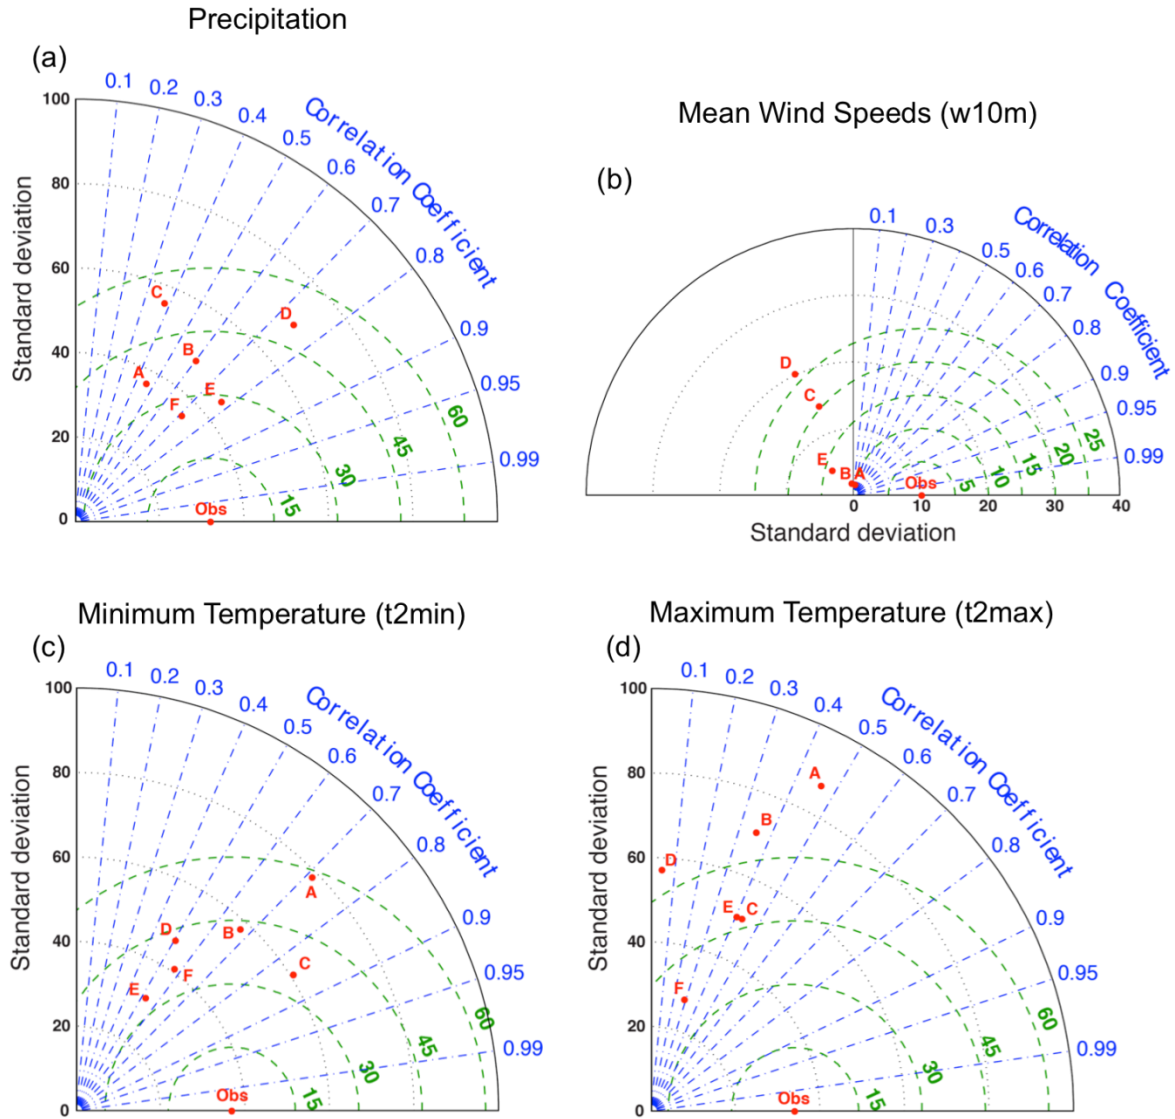 Precipitation
(a)
Standard deviation
100
80
60
40
20
0
0.1
0.2
0.3
0.4
0.5
0.6
0.7
0.8
0.9
0.95
0.99
Correlation Coefficient
C
D
B
A
E
F
Obs
15
30
45
60
Mean Wind Speeds (w10m)
(b)
0.1
0.3
0.5
0.6
0.7
0.8
0.9
0.95
0.99
Correlation Coefficient
D
C
E
B
A
Obs
5
10
15
20
25
0
10
20
30
40
Standard deviation
Minimum Temperature (t2min)
(c)
Standard deviation
100
80
60
40
20
0
0.1
0.2
0.3
0.4
0.5
0.6
0.7
0.8
0.9
0.95
0.99
Correlation Coefficient
A
D
B
F
C
E
Obs
15
30
45
60
Maximum Temperature (t2max)
(d)
Standard deviation
100
80
60
40
20
0
0.1
0.2
0.3
0.4
0.5
0.6
0.7
0.8
0.9
0.95
0.99
Correlation Coefficient
A
B
D
E
C
F
Obs
15
30
45
60